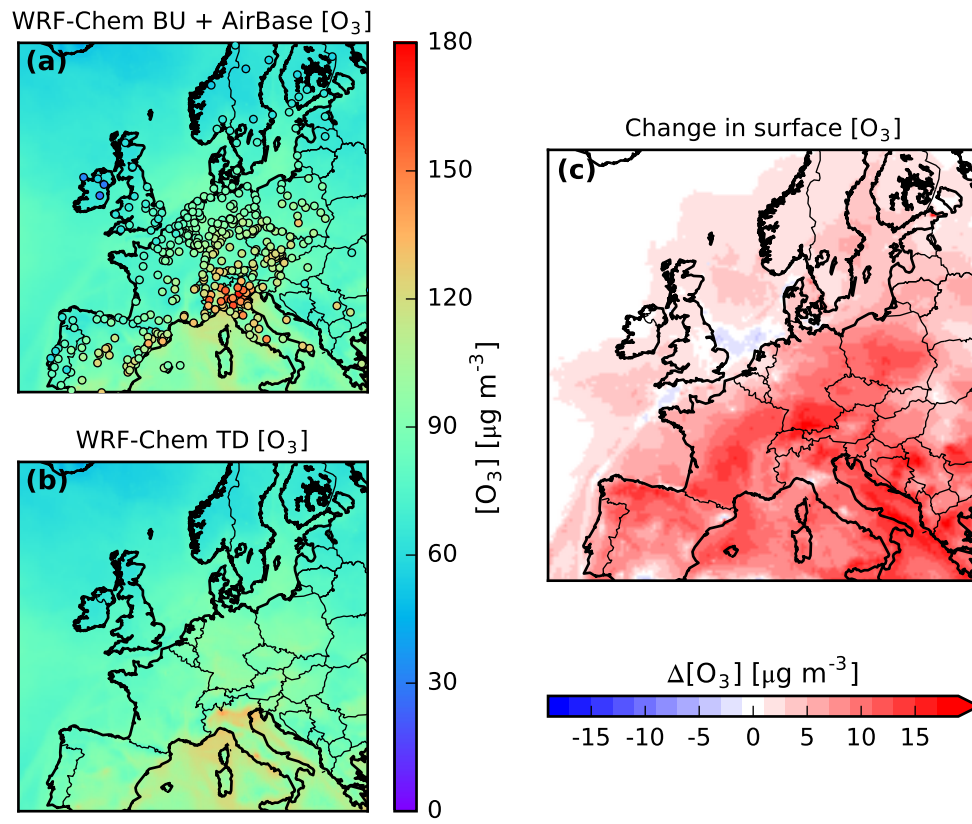 WRF-Chem BU + AirBase [O₃]
(a)
180
150
120
90
60
30
0
[O₃] [μg m⁻³]
WRF-Chem TD [O₃]
(b)
Change in surface [O₃]
(c)
Δ[O₃] [μg m⁻³]
-15 -10 -5 0 5 10 15